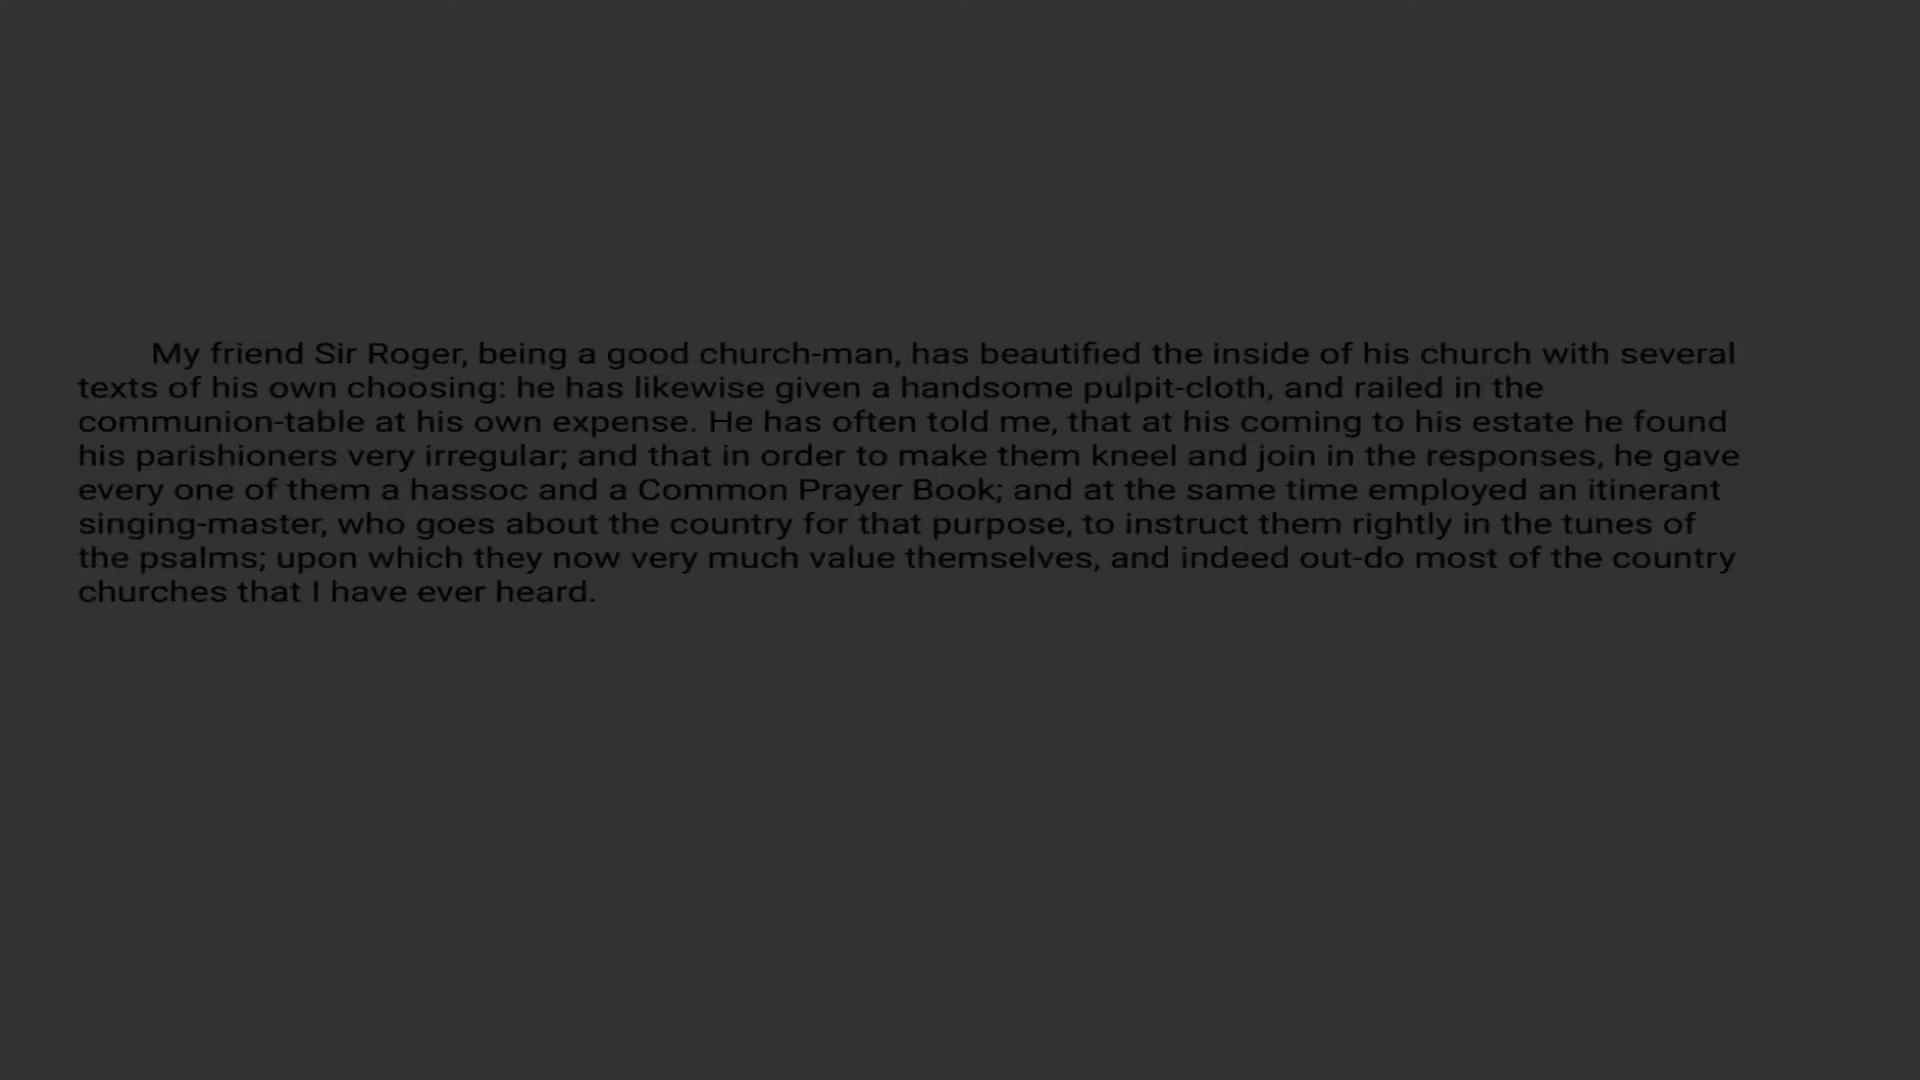 My friend Sir Roger, being a good church-man, has beautified the inside of his church with several
texts of his own choosing: he has likewise given a handsome pulpit-cloth, and railed in the
communion-table at his own expense. He has often told me, that at his coming to his estate he found
his parishioners very irregular; and that in order to make them kneel and join in the responses, he gave
every one of them a hassoc and a Common Prayer Book; and at the same time employed an itinerant
singing-master, who goes about the country for that purpose, to instruct them rightly in the tunes of
the psalms; upon which they now very much value themselves, and indeed out-do most of the country
churches that I have ever heard.